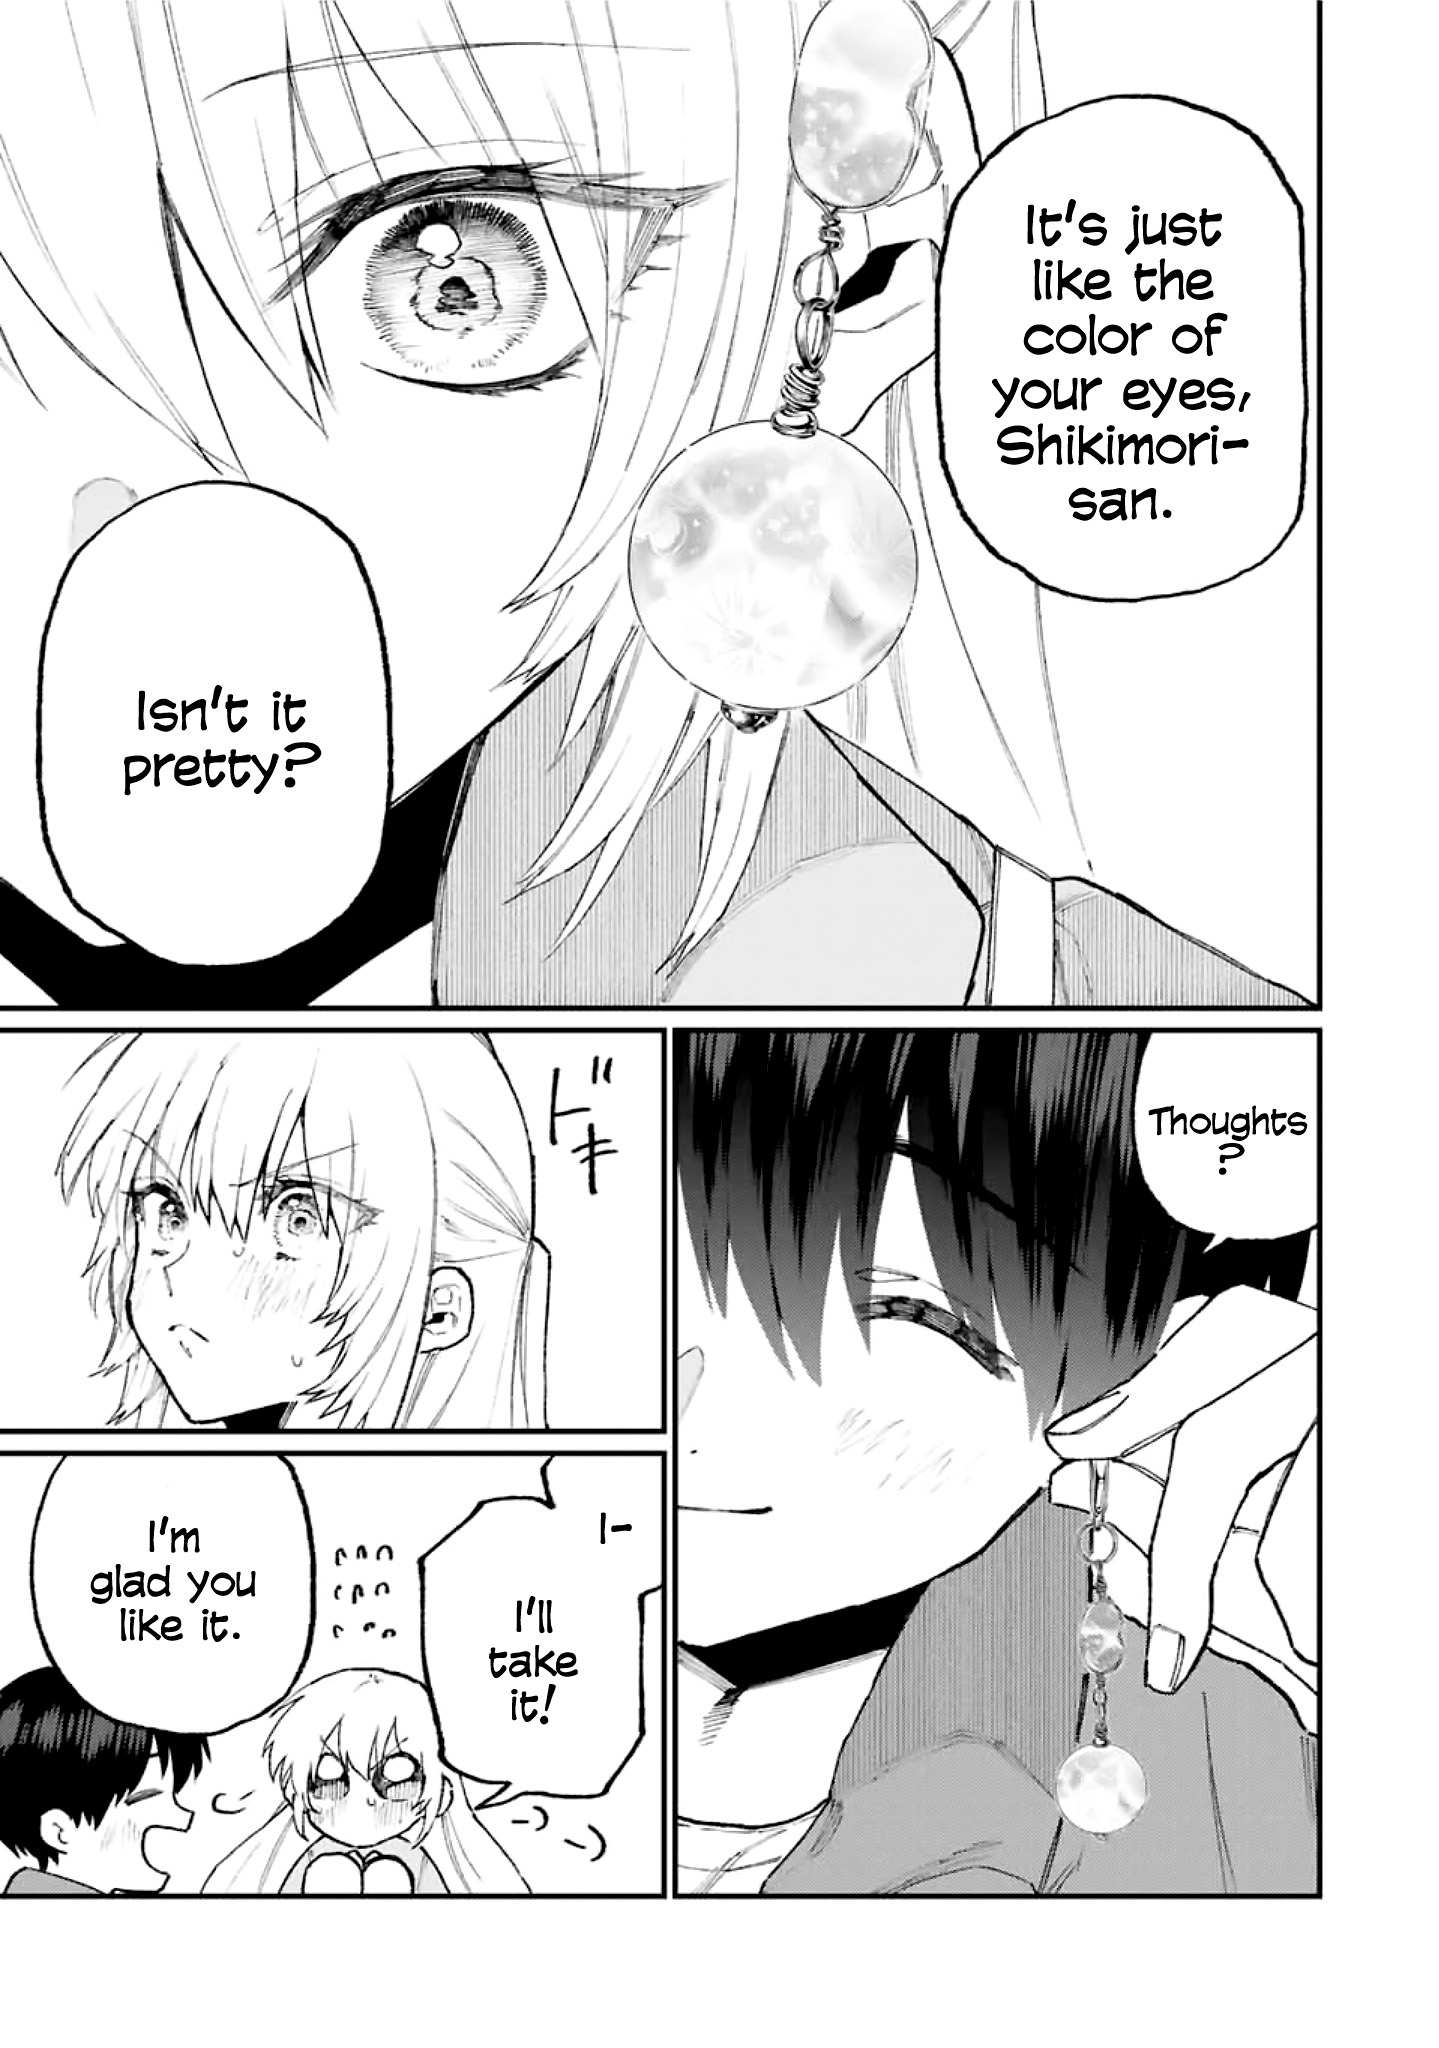 It's just
like the
color of
your eyes,
Shikimori-
san.
Isn't it
pretty?
Thoughts
?
ドキ
I-
I'll
take
it!
I'm
glad you
like it.